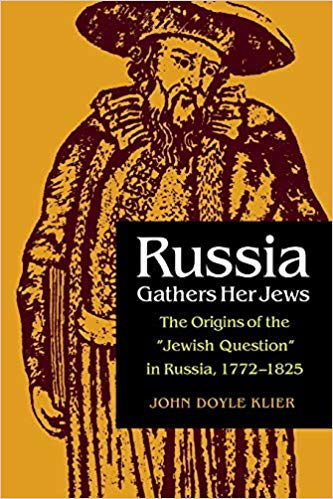 Russia
Gathers Her Jews
The Origins of the
"Jewish Question"
in Russia, 1772–1825
JOHN DOYLE KLIER